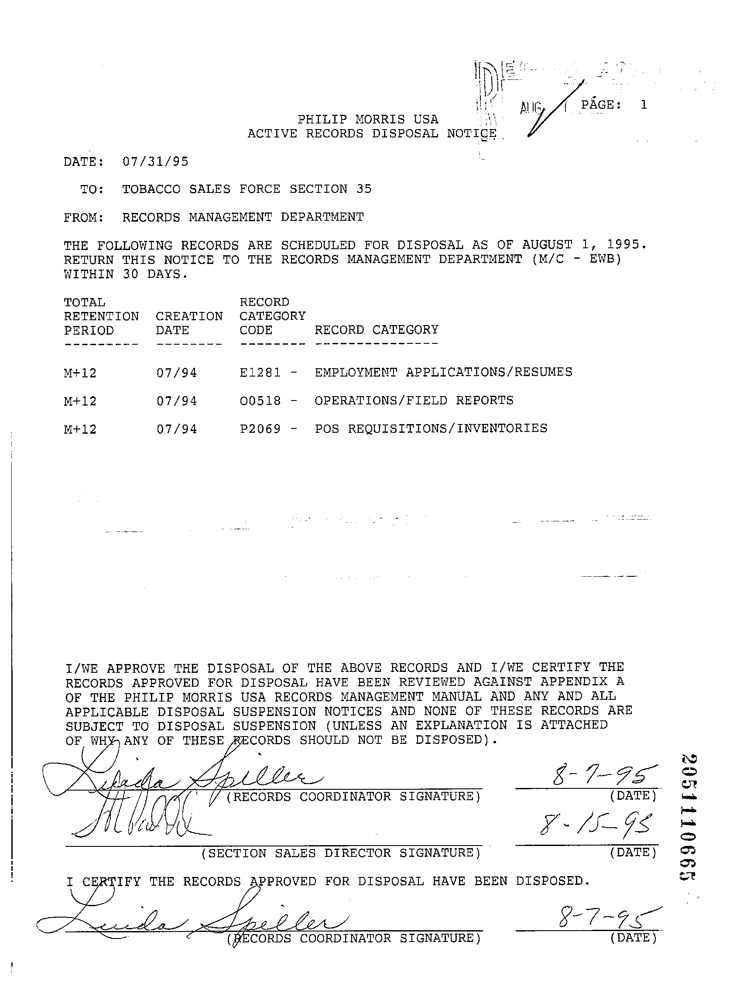 AUG 1 PAGE: 1
PHILIP MORRIS USA
ACTIVE RECORDS DISPOSAL NOTICE
DATE: 07/31/95
TO: TOBACCO SALES FORCE SECTION 35
FROM: RECORDS MANAGEMENT DEPARTMENT
THE FOLLOWING RECORDS ARE SCHEDULED FOR DISPOSAL AS OF AUGUST 1, 1995.
RETURN THIS NOTICE TO THE RECORDS MANAGEMENT DEPARTMENT (M/C - EWB)
WITHIN 30 DAYS.
TOTAL RECORD
RETENTION CREATION CATEGORY
PERIOD DATE CODE RECORD CATEGORY
--------- -------- -------- ---------------
M+12 07/94 E1281 - EMPLOYMENT APPLICATIONS/RESUMES
M+12 07/94 O0518 - OPERATIONS/FIELD REPORTS
M+12 07/94 P2069 - POS REQUISITIONS/INVENTORIES
I/WE APPROVE THE DISPOSAL OF THE ABOVE RECORDS AND I/WE CERTIFY THE
RECORDS APPROVED FOR DISPOSAL HAVE BEEN REVIEWED AGAINST APPENDIX A
OF THE PHILIP MORRIS USA RECORDS MANAGEMENT MANUAL AND ANY AND ALL
APPLICABLE DISPOSAL SUSPENSION NOTICES AND NONE OF THESE RECORDS ARE
SUBJECT TO DISPOSAL SUSPENSION (UNLESS AN EXPLANATION IS ATTACHED
OF WHY ANY OF THESE RECORDS SHOULD NOT BE DISPOSED).
Spiller 8-7-95
(RECORDS COORDINATOR SIGNATURE) (DATE)
8-15-95
(SECTION SALES DIRECTOR SIGNATURE) (DATE)
I CERTIFY THE RECORDS APPROVED FOR DISPOSAL HAVE BEEN DISPOSED.
Spiller 8-7-95
(RECORDS COORDINATOR SIGNATURE) (DATE)
2051110665